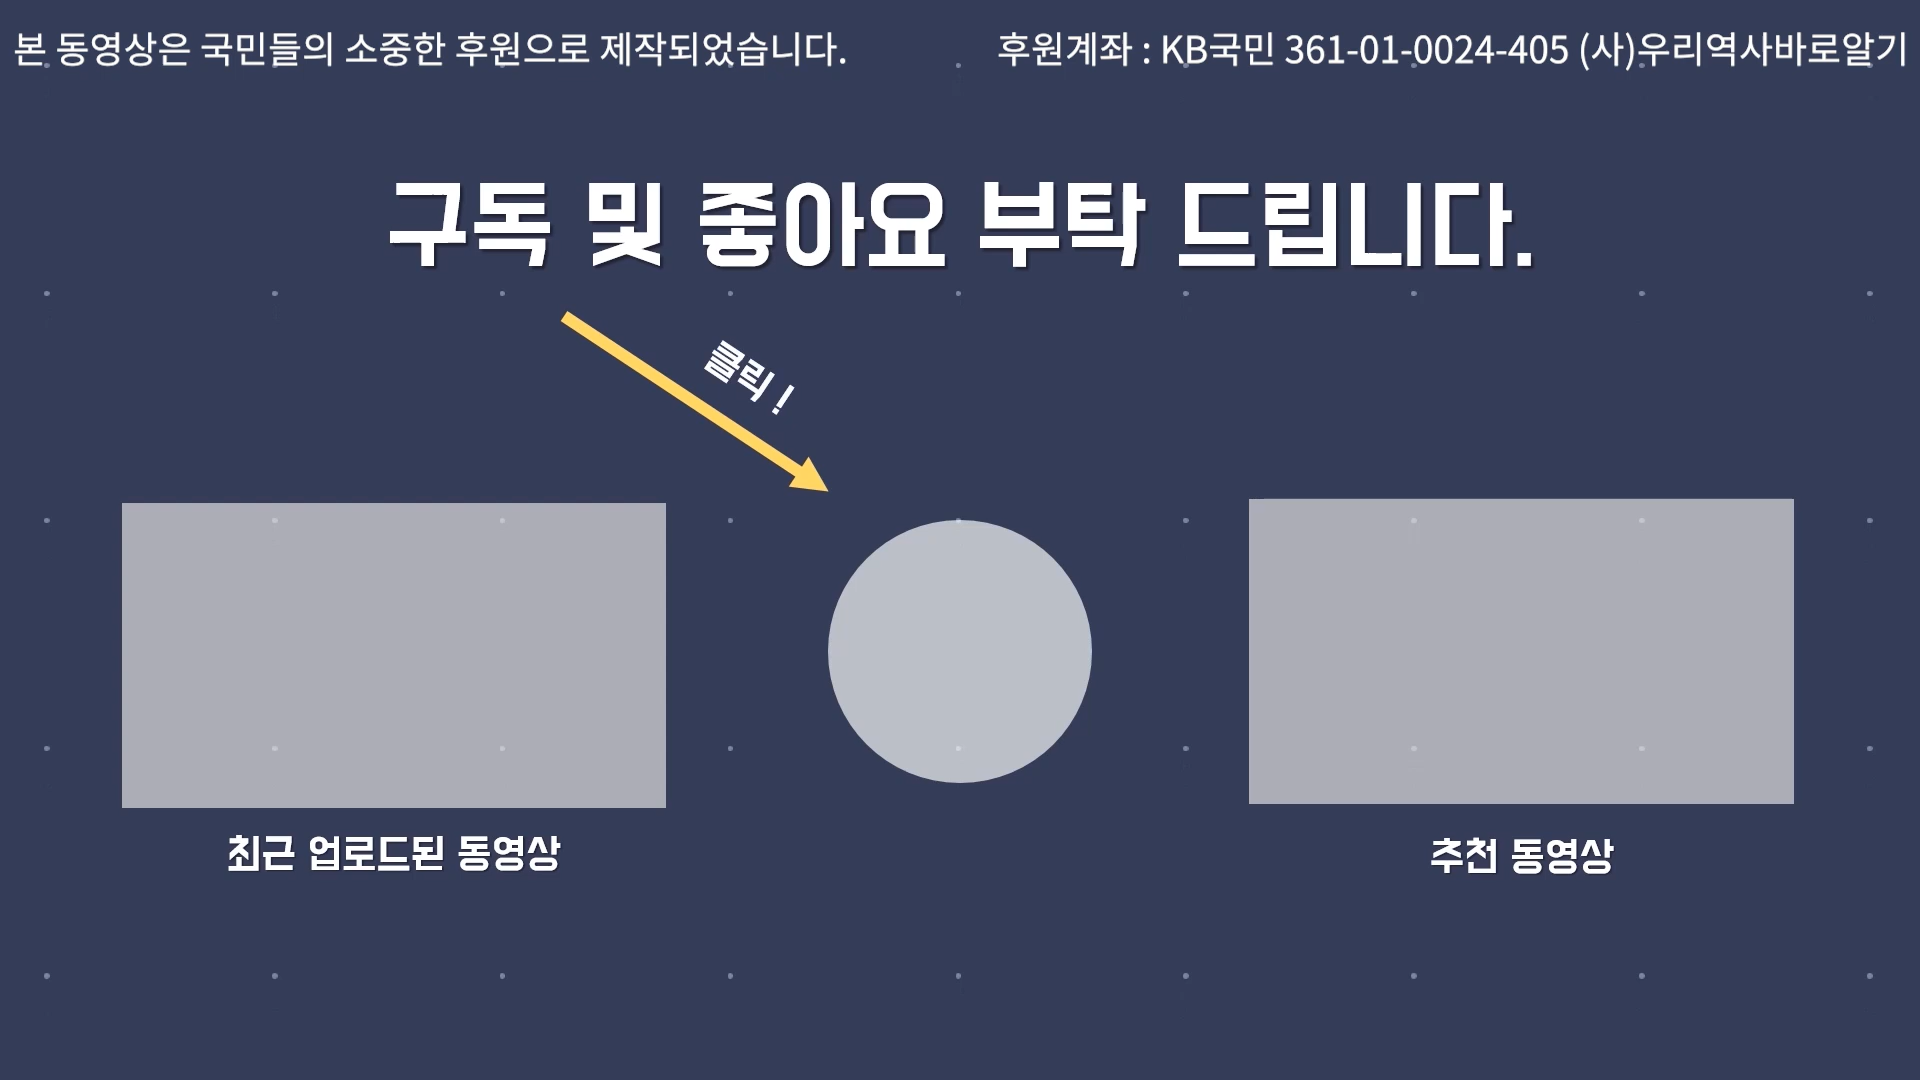 본 동영상은 국민들의 소중한 후원으로 제작되었습니다.
후원계좌 : KB국민 361-01-0024-405 (사)우리역사바로알기
구독 및 좋아요 부탁 드립니다.
클릭 !
최근 업로드된 동영상
추천 동영상